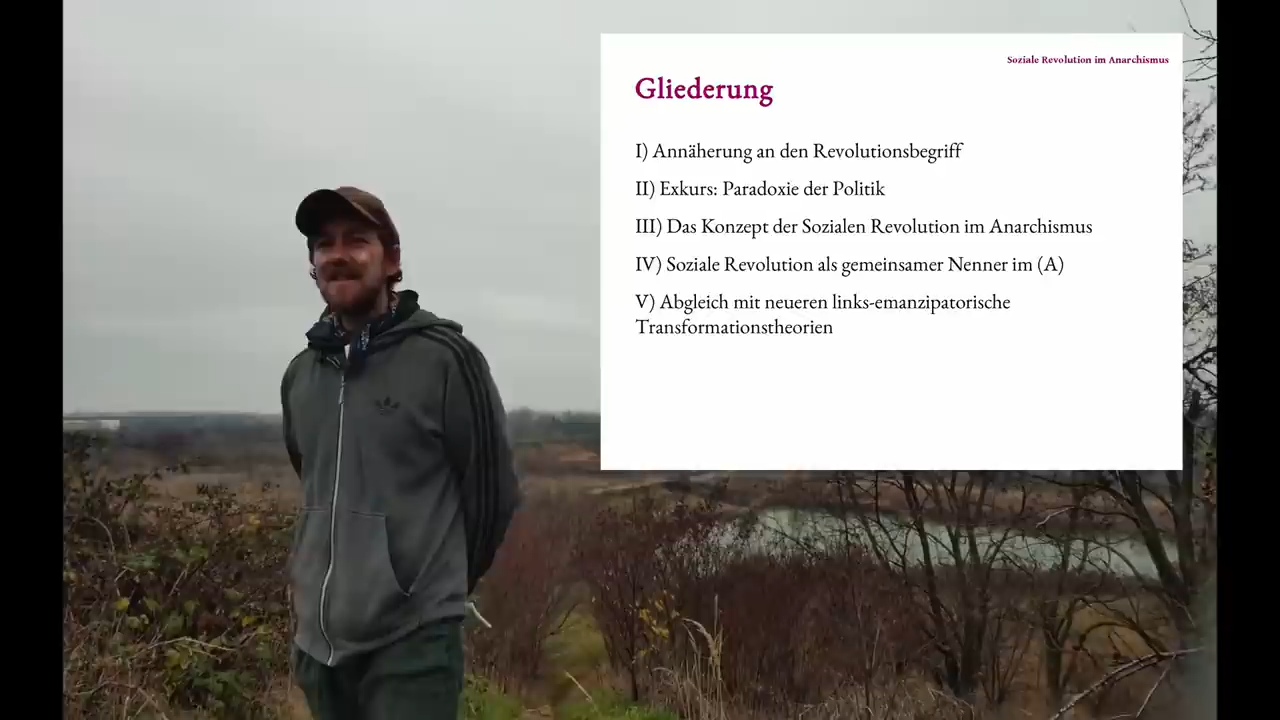 Soziale Revolution im Anarchismus
Gliederung
I) Annäherung an den Revolutionsbegriff
II) Exkurs: Paradoxie der Politik
III) Das Konzept der Sozialen Revolution im Anarchismus
IV) Soziale Revolution als gemeinsamer Nenner im (A)
V) Abgleich mit neueren links-emanzipatorische
Transformationstheorien